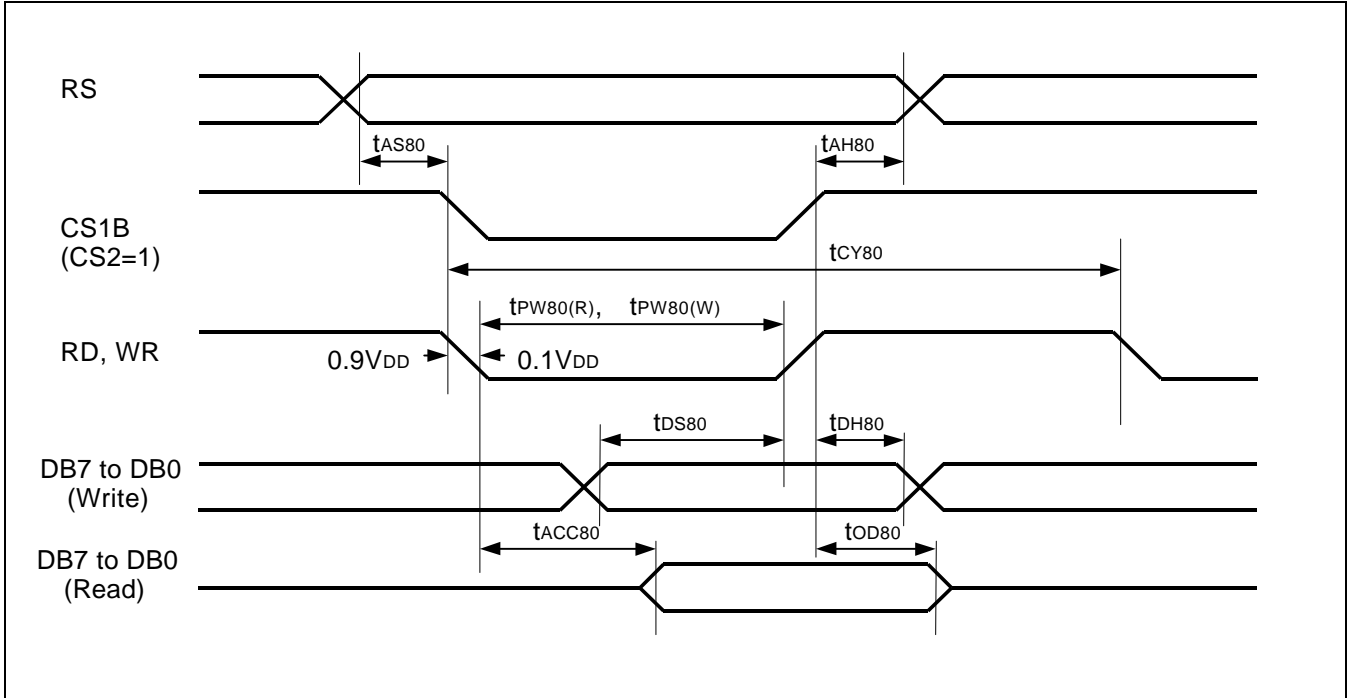 RS
tAS80
tAH80
CS1B
(CS2=1)
tCY80
tPW80(R), tPW80(W)
RD, WR
0.9VDD
0.1VDD
tDS80
tDH80
DB7 to DB0
(Write)
tACC80
tOD80
DB7 to DB0
(Read)